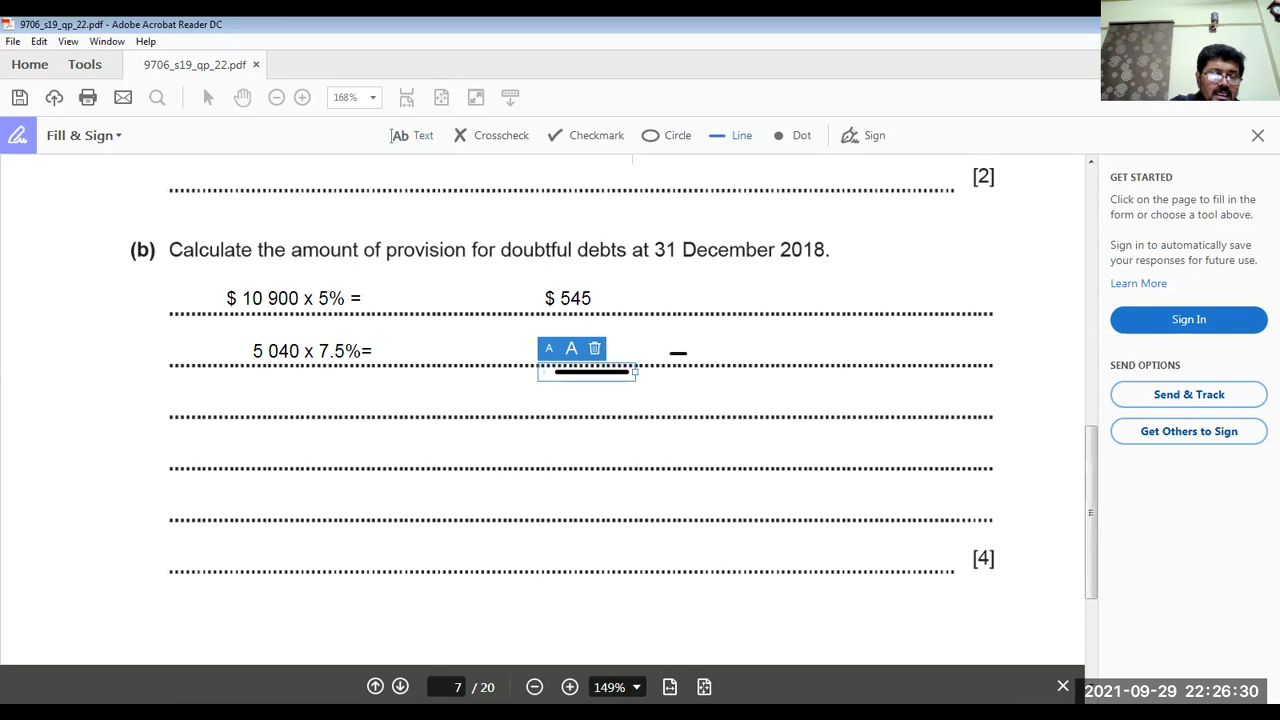 9706_s19_qp_22.pdf - Adobe Acrobat Reader DC
File Edit View Window Help
Home Tools 9706_s19_qp_22.pdf ×
168%
Fill & Sign Ab Text Crosscheck Checkmark Circle Line Dot Sign
[2]
(b) Calculate the amount of provision for doubtful debts at 31 December 2018.
$ 10 900 x 5% = $ 545
5 040 x 7.5%=
A A
[4]
GET STARTED
Click on the page to fill in the
form or choose a tool above.
Sign in to automatically save
your responses for future use.
Learn More
Sign In
SEND OPTIONS
Send & Track
Get Others to Sign
7 / 20 149%
2021-09-29 22:26:30